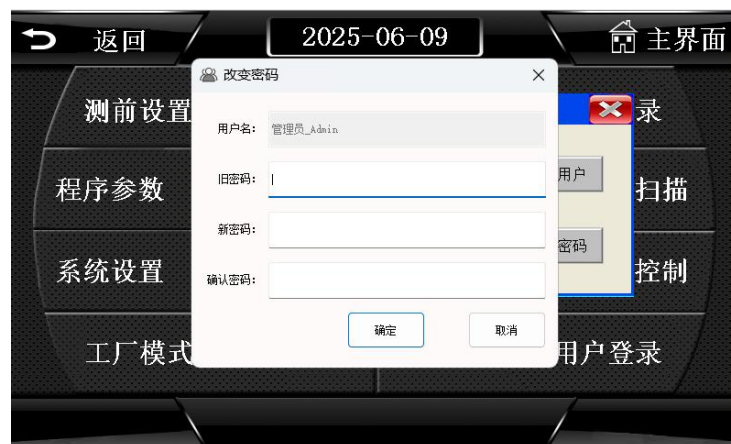 返回
2025-06-09
主界面
改变密码
测前设置
录
用户名：
管理员_Admin
旧密码：
用户
程序参数
扫描
新密码：
密码
系统设置
控制
确认密码：
确定
取消
工厂模式
用户登录